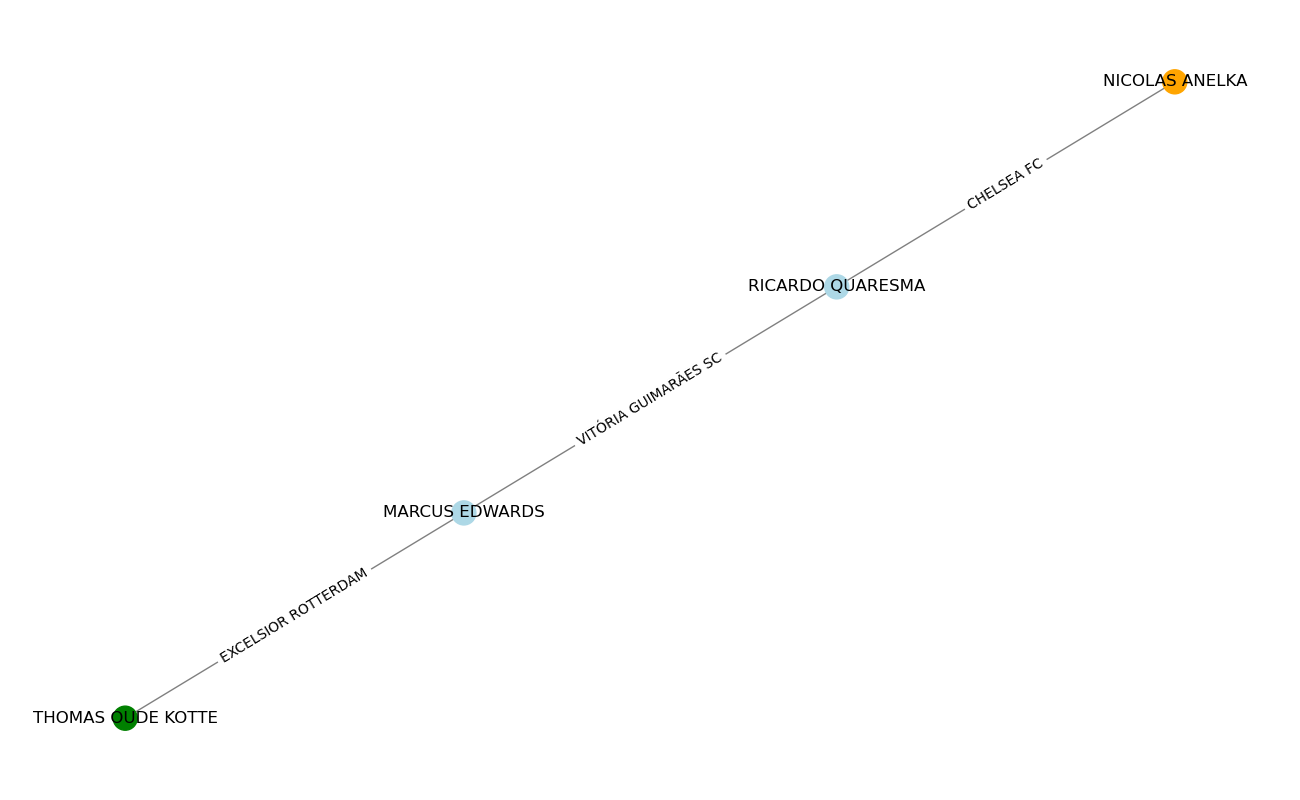 NICOLAS ANELKA
CHELSEA FC
RICARDO QUARESMA
VITÓRIA GUIMARÃES SC
MARCUS EDWARDS
EXCELSIOR ROTTERDAM
THOMAS OUDE KOTTE